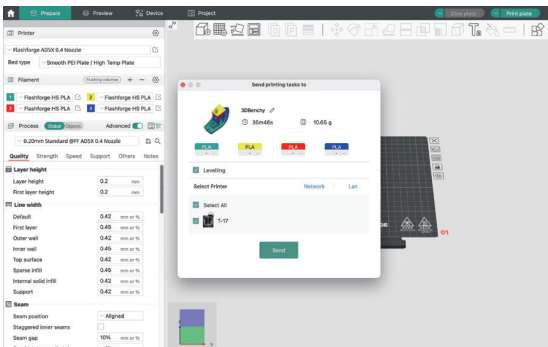 Prepare Preview Device Project Slice plate Print plate
Printer
Flashforge AD5X 0.4 Nozzle
Bed type Smooth PEI Plate / High Temp Plate
Filament Flushing volumes
1 Flashforge HS PLA 2 Flashforge HS PLA
3 Flashforge HS PLA 4 Flashforge HS PLA
Process Global Objects Advanced
0.20mm Standard @FF AD5X 0.4 Nozzle
Quality Strength Speed Support Others Notes
Layer height
Layer height 0.2 mm
First layer height 0.2 mm
Line width
Default 0.42 mm or %
First layer 0.45 mm or %
Outer wall 0.42 mm or %
Inner wall 0.45 mm or %
Top surface 0.42 mm or %
Sparse infill 0.45 mm or %
Internal solid infill 0.42 mm or %
Support 0.42 mm or %
Seam
Seam position Aligned
Staggered inner seams
Seam gap 10% mm or %
Send printing tasks to
3DBenchy
35m46s 10.65 g
PLA PLA PLA PLA
Levelling
Select Printer Network Lan
Select All
T-17
Send
01